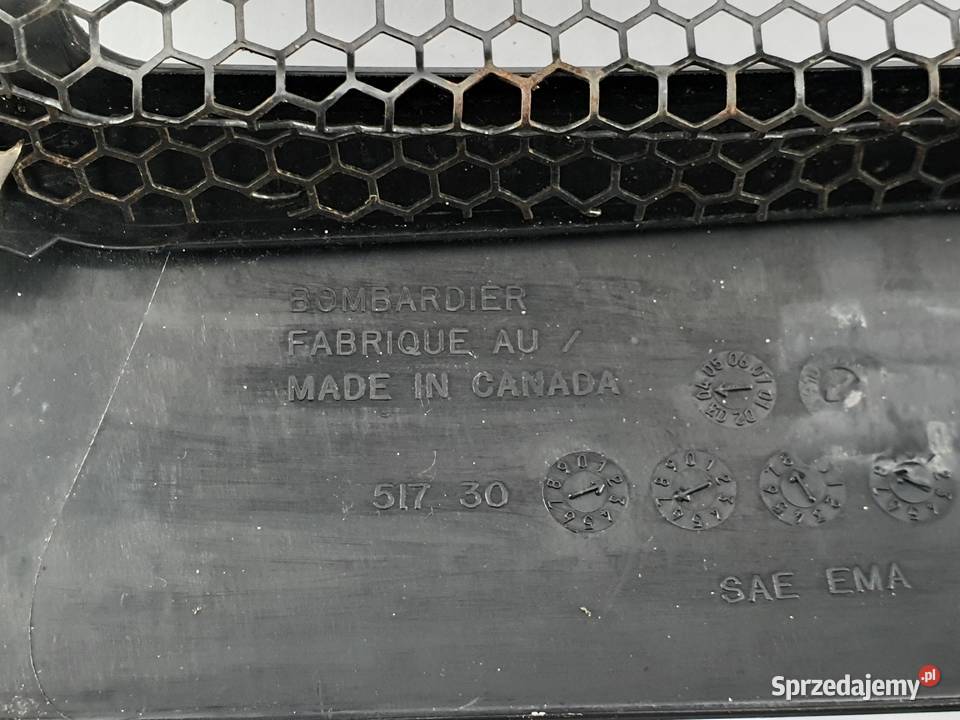 BOMBARDIER
FABRIQUE AU /
MADE IN CANADA
517 30
SAE EMA
Sprzedajemy.pl